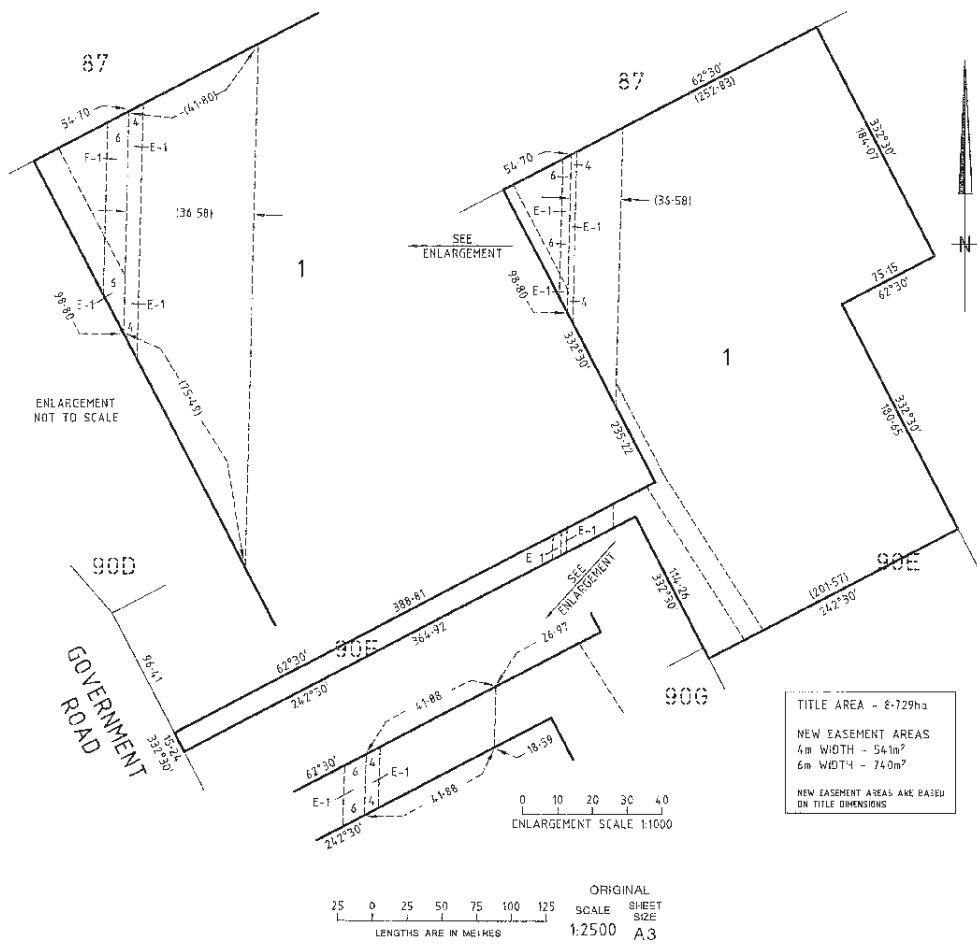 87
54·70
(41·80)
4
6
E-1
E-1
(36·58)
1
6
E-1
E-1
4
98·80
(75·49)
ENLARGEMENT
NOT TO SCALE
87
62°30'
(252·83)
54·70
4
6
E-1
E-1
6
E-1
4
(36·58)
SEE
ENLARGEMENT
98·80
332°30'
235·22
1
332°30'
184·07
75·15
62°30'
332°30'
180·65
N
90D
GOVERNMENT
ROAD
96·41
15·24
332°30'
388·81
62°30'
90F
364·92
242°30'
E-1
E-1
SEE
ENLARGEMENT
114·26
332°30'
(201·57)
242°30'
90E
90G
26·97
41·88
62°30'
6
4
E-1
E-1
6
4
242°30'
41·88
18·59
0 10 20 30 40
ENLARGEMENT SCALE 1:1000
TITLE AREA - 8·729ha
NEW EASEMENT AREAS
4m WIDTH - 541m²
6m WIDTH - 740m²
NEW EASEMENT AREAS ARE BASED
ON TITLE DIMENSIONS
25 0 25 50 75 100 125
LENGTHS ARE IN METRES
ORIGINAL
SCALE
1:2500
SHEET
SIZE
A3